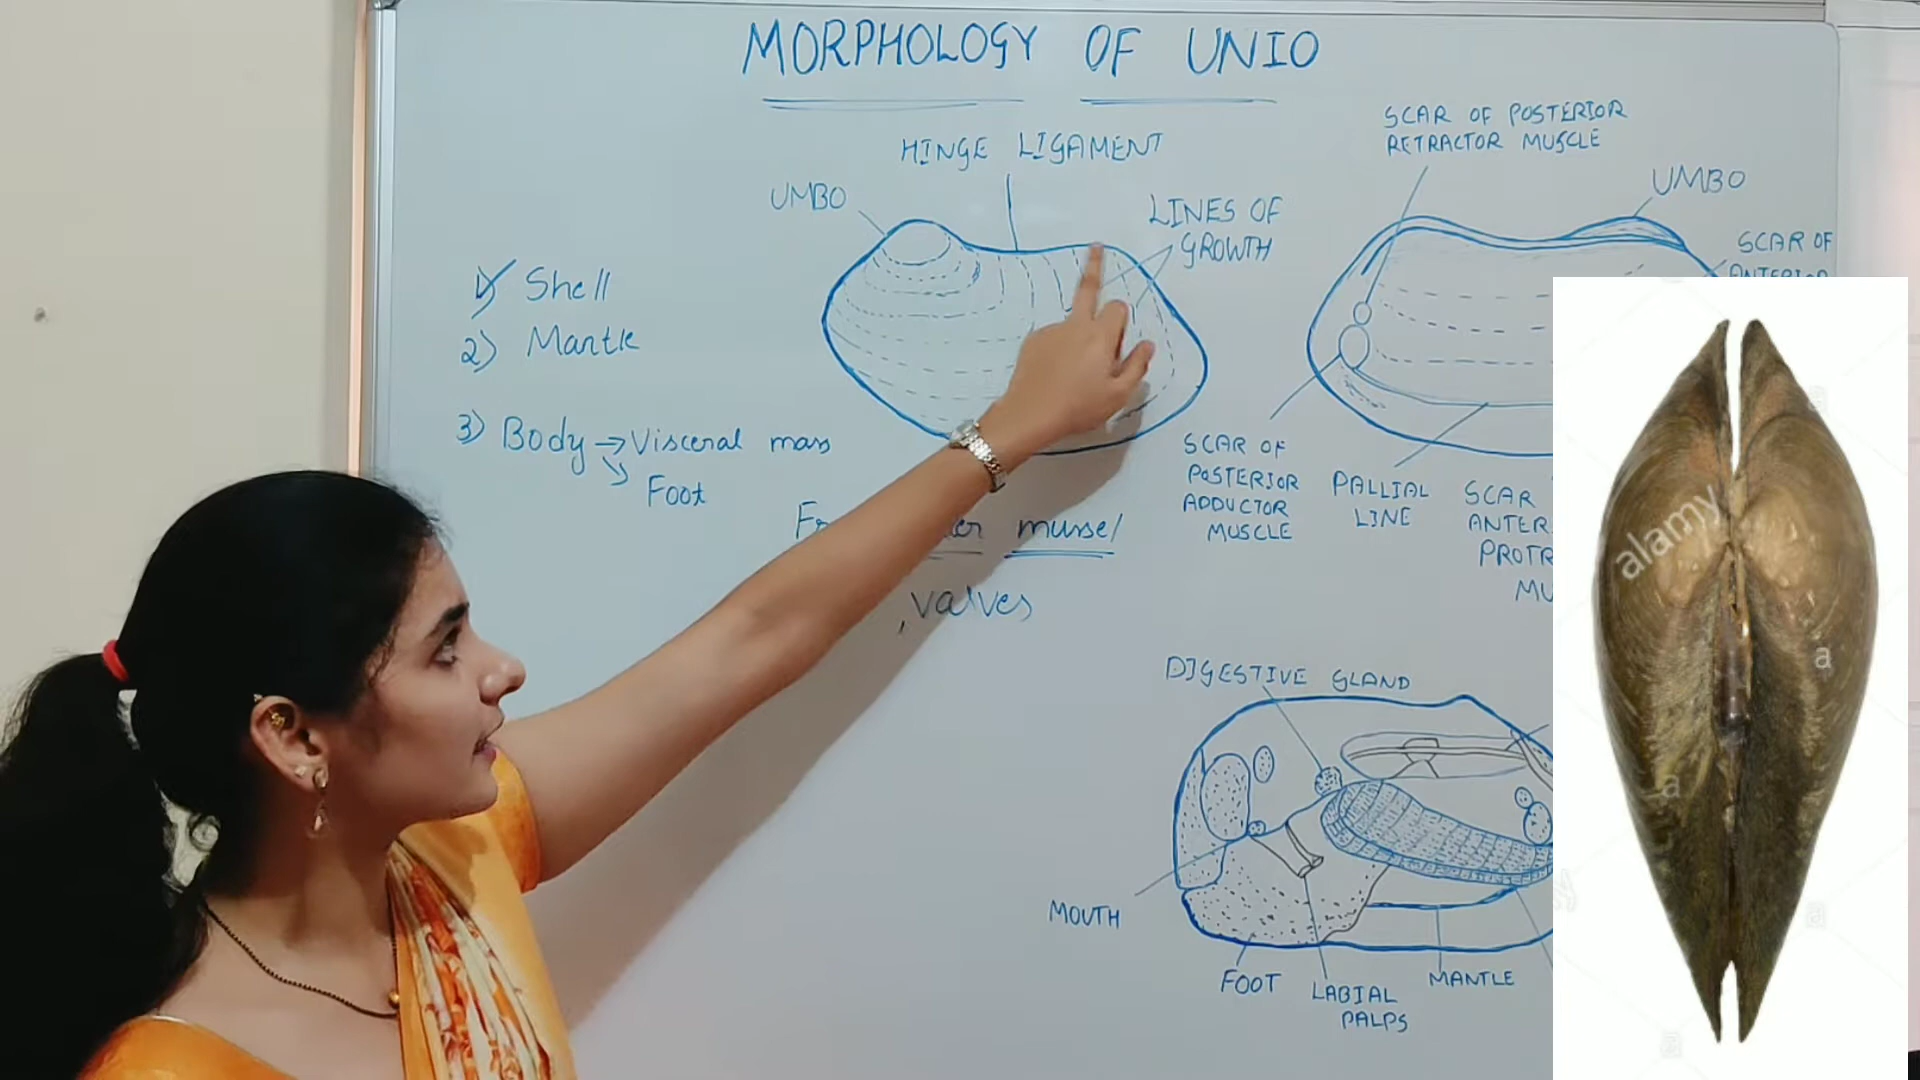 MORPHOLOGY OF UNIO
HINGE LIGAMENT
UMBO
LINES OF
GROWTH
1) Shell
2) Mantle
3) Body → Visceral mass
Foot
mussel
, valves
SCAR OF POSTERIOR
RETRACTOR MUSCLE
UMBO
SCAR OF
ANTERIOR
SCAR OF
POSTERIOR
ADDUCTOR
MUSCLE
PALLIAL
LINE
SCAR
DIGESTIVE GLAND
MOUTH
FOOT
LABIAL
PALPS
MANTLE
alamy
a
a
a
a
a